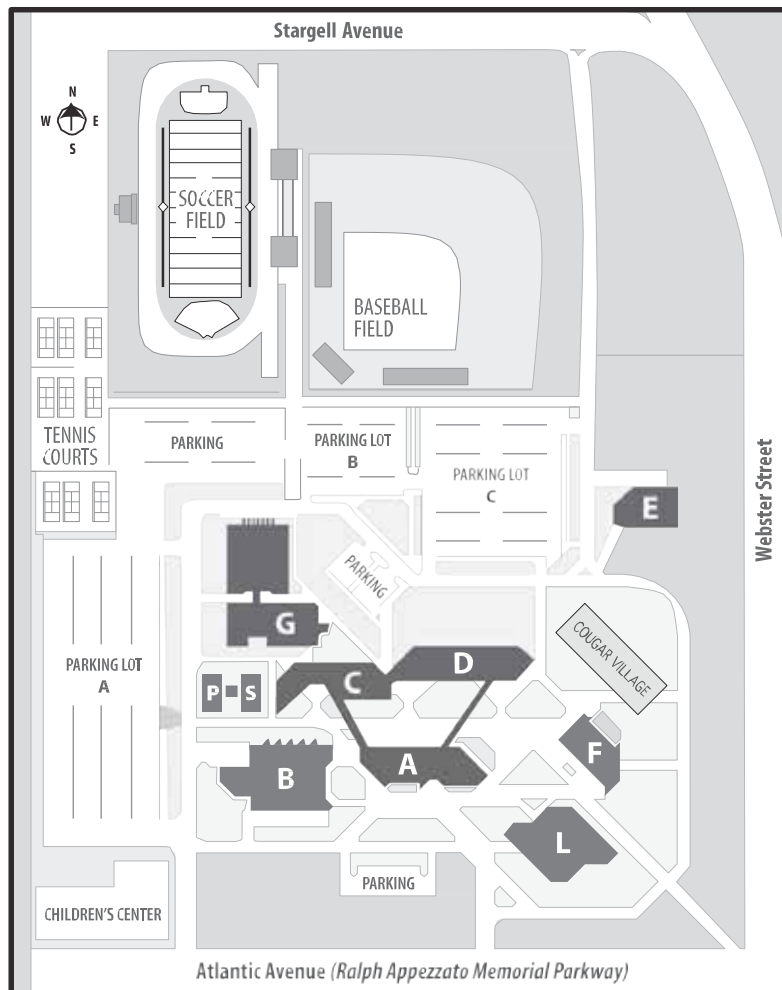 Stargell Avenue
N
W E
S
SOCCER
FIELD
BASEBALL
FIELD
TENNIS
COURTS
PARKING
PARKING LOT
B
PARKING LOT
C
Webster Street
E
PARKING
G
COUGAR VILLAGE
PARKING LOT
A
P S
C
D
F
A
B
L
PARKING
CHILDREN'S CENTER
Atlantic Avenue (Ralph Appezzato Memorial Parkway)